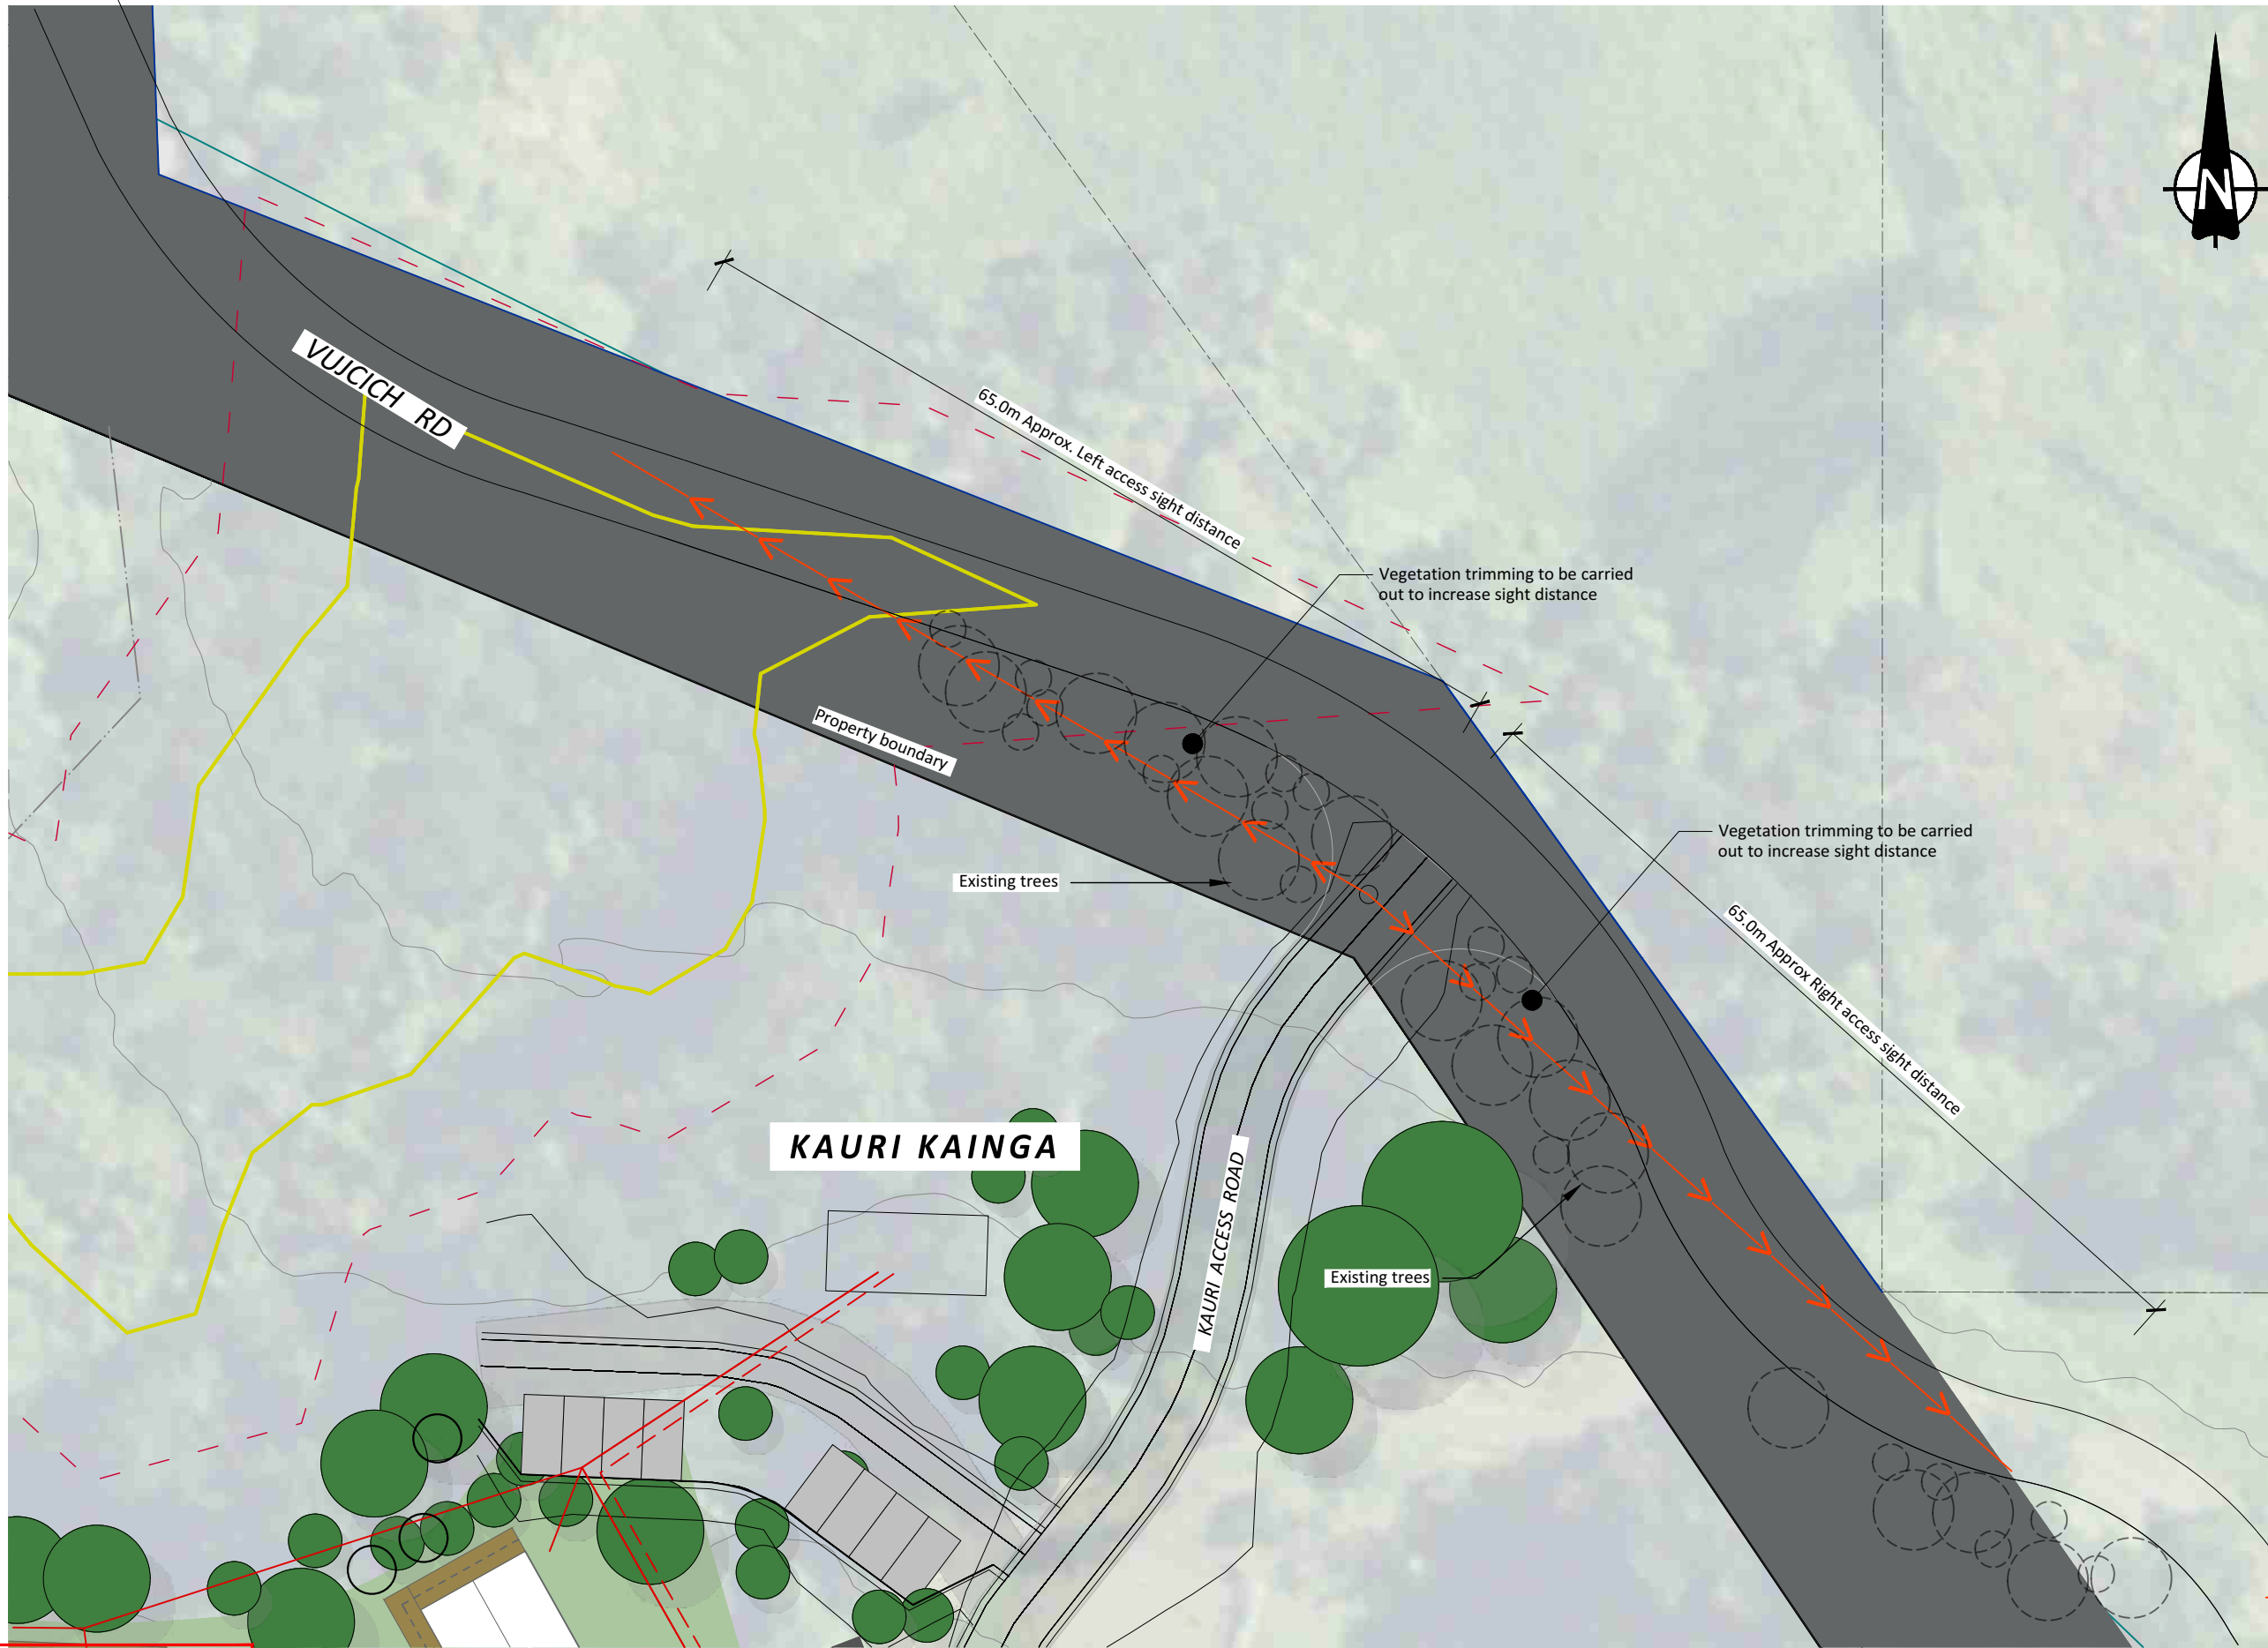 N
VUJCICH RD
65.0m Approx. Left access sight distance
Vegetation trimming to be carried
out to increase sight distance
Property boundary
Vegetation trimming to be carried
out to increase sight distance
Existing trees
65.0m Approx Right access sight distance
KAURI KAINGA
KAURI ACCESS ROAD
Existing trees